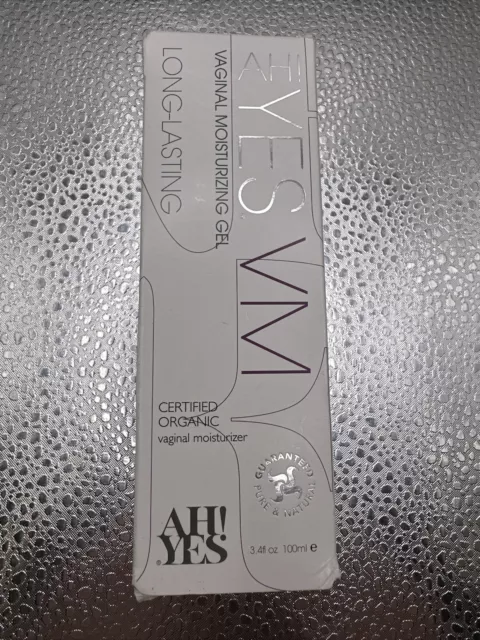 AH! YES® VM
VAGINAL MOISTURIZING GEL
LONG-LASTING
CERTIFIED
ORGANIC
vaginal moisturizer
GUARANTEED
PURE & NATURAL
AH!
YES®
3.4fl oz 100ml e